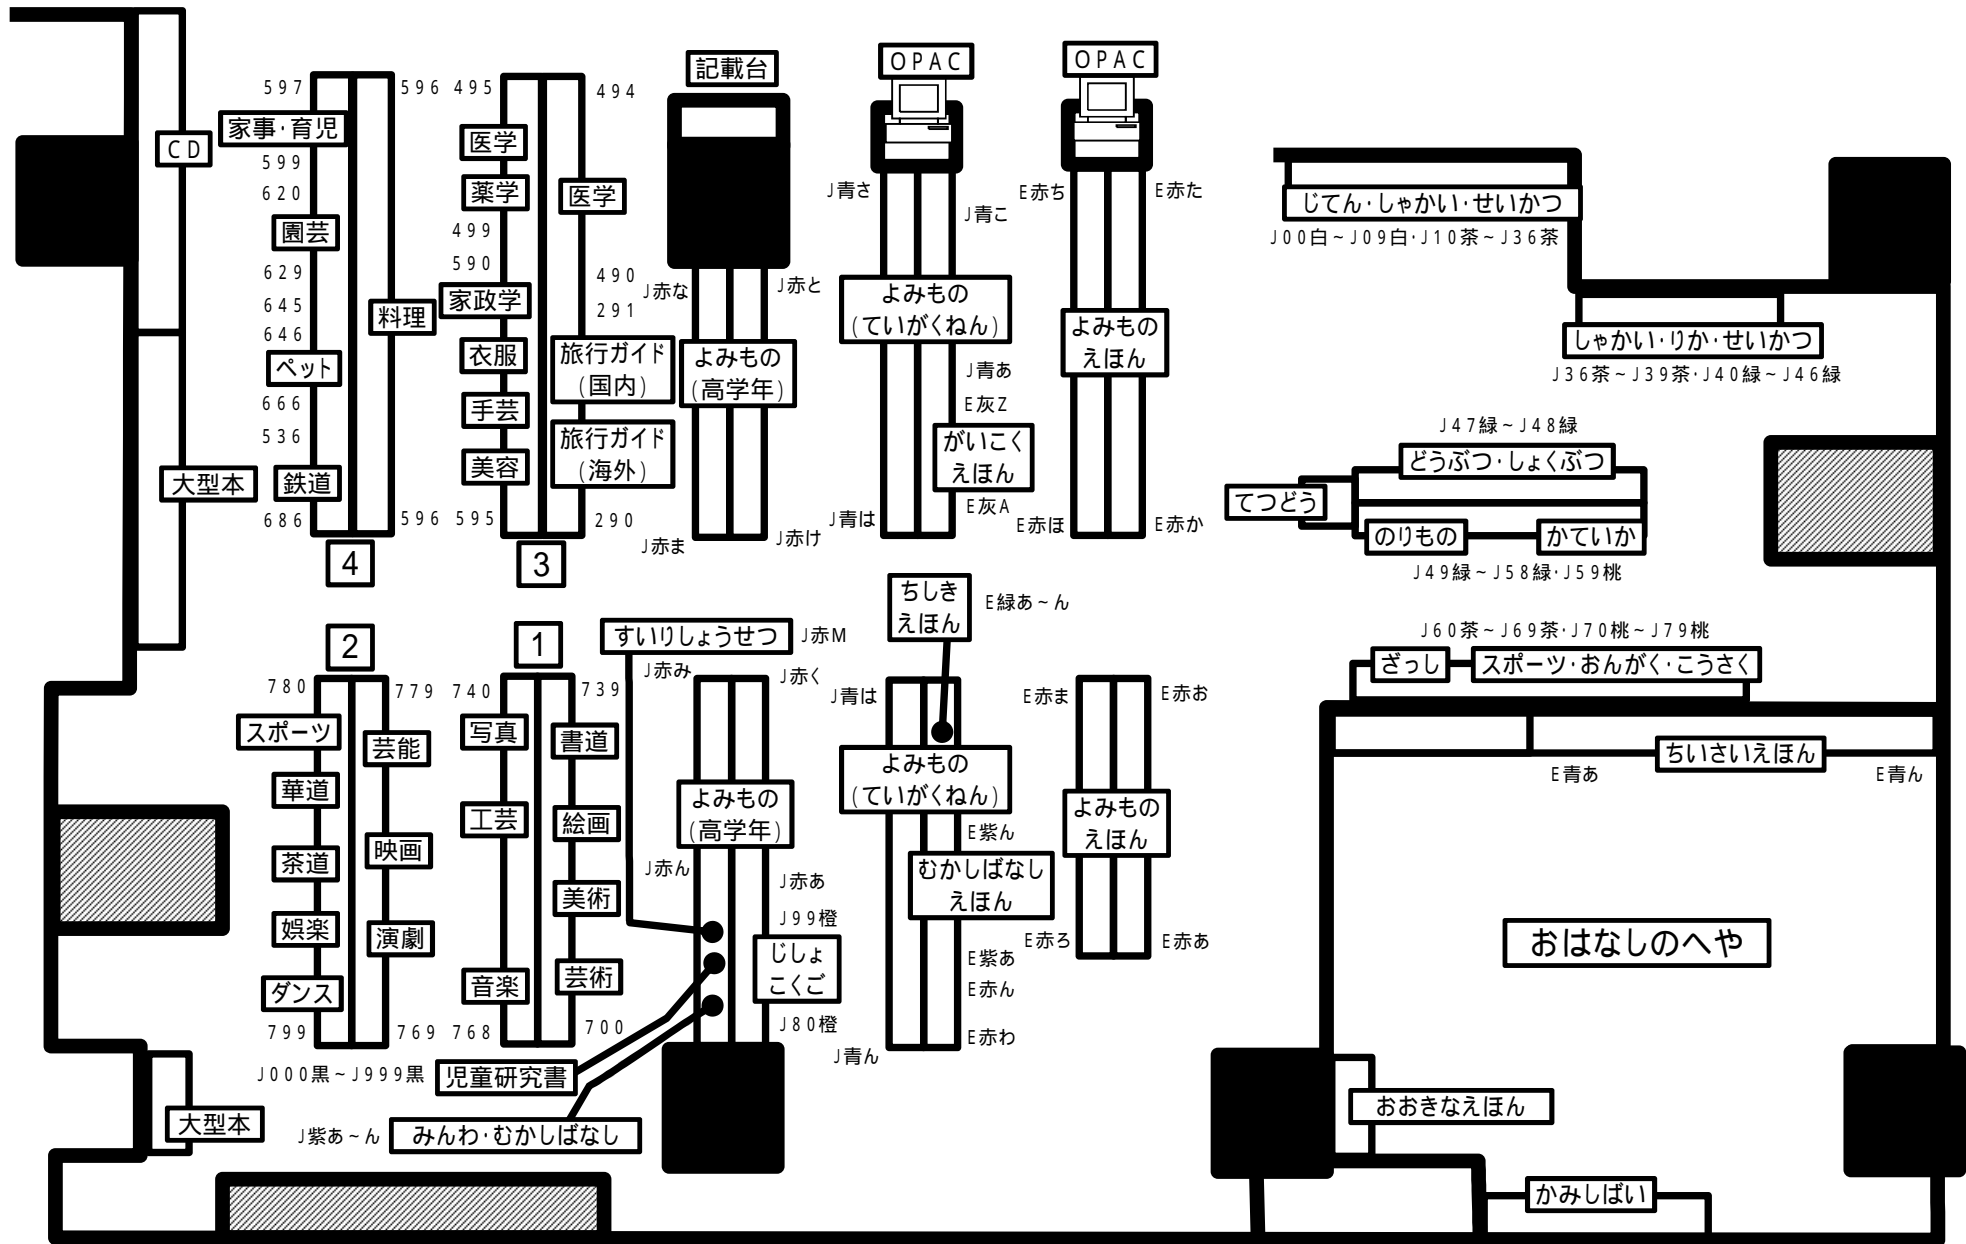 記載台
OPAC
OPAC
597
596
495
494
家事・育児
CD
医学
599
620
薬学
医学
J青さ
J青こ
E赤ち
E赤た
じてん・しゃかい・せいかつ
J00白～J09白・J10茶～J36茶
園芸
499
590
629
490
645
家政学
291
J赤な
J赤と
よみもの
(ていがくねん)
料理
646
しゃかい・りか・せいかつ
J36茶～J39茶・J40緑～J46緑
ペット
衣服
旅行ガイド
(国内)
よみもの
(高学年)
よみもの
えほん
J青あ
666
手芸
E灰Z
536
旅行ガイド
(海外)
がいこく
えほん
J47緑～J48緑
どうぶつ・しょくぶつ
大型本
鉄道
美容
てつどう
E灰A
686
596
595
290
J赤ま
J赤け
J青は
E赤ほ
E赤か
のりもの
かていか
J49緑～J58緑・J59桃
4
3
ちしき
えほん
E緑あ～ん
2
1
すいりしょうせつ
J赤M
J60茶～J69茶・J70桃～J79桃
ざっし
スポーツ・おんがく・こうさく
780
779
740
739
J赤み
J赤く
J青は
E赤ま
E赤お
スポーツ
芸能
写真
書道
よみもの
(ていがくねん)
ちいさいえほん
E青あ
E青ん
華道
工芸
絵画
よみもの
(高学年)
よみもの
えほん
E紫ん
茶道
映画
J赤ん
J赤あ
むかしばなし
えほん
美術
J99橙
娯楽
演劇
じしょ
こくご
E赤ろ
E赤あ
おはなしのへや
E紫あ
ダンス
音楽
芸術
E赤ん
799
769
768
700
J80橙
E赤わ
J青ん
J000黒～J999黒
児童研究書
大型本
J紫あ～ん
みんわ・むかしばなし
おおきなえほん
かみしばい